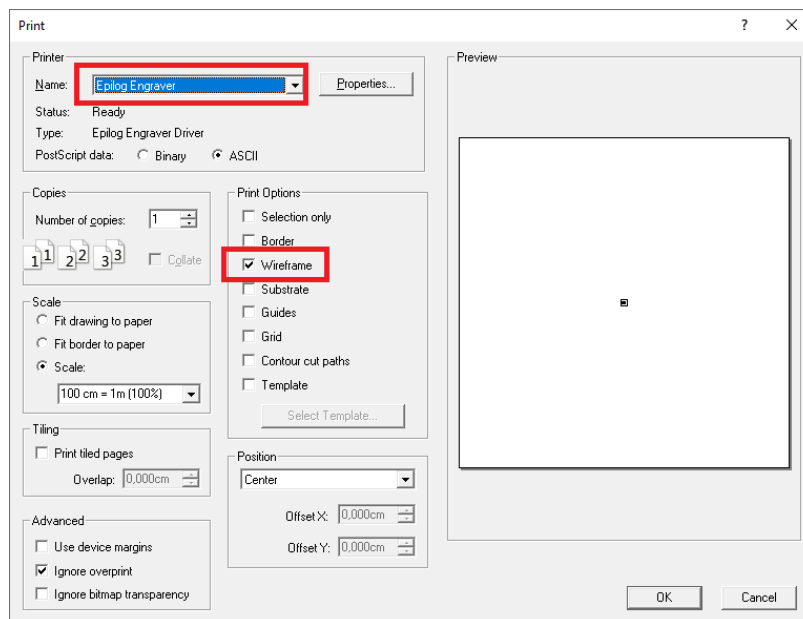 Print
?
Printer
Name: Epilog Engraver
Properties...
Status: Ready
Type: Epilog Engraver Driver
PostScript data: Binary ASCII
Copies
Number of copies: 1
1 1 2 2 3 3
Collate
Scale
Fit drawing to paper
Fit border to paper
Scale:
100 cm = 1m (100%)
Tiling
Print tiled pages
Overlap: 0,000cm
Advanced
Use device margins
Ignore overprint
Ignore bitmap transparency
Print Options
Selection only
Border
Wireframe
Substrate
Guides
Grid
Contour cut paths
Template
Select Template...
Position
Center
Offset X: 0,000cm
Offset Y: 0,000cm
Preview
OK
Cancel